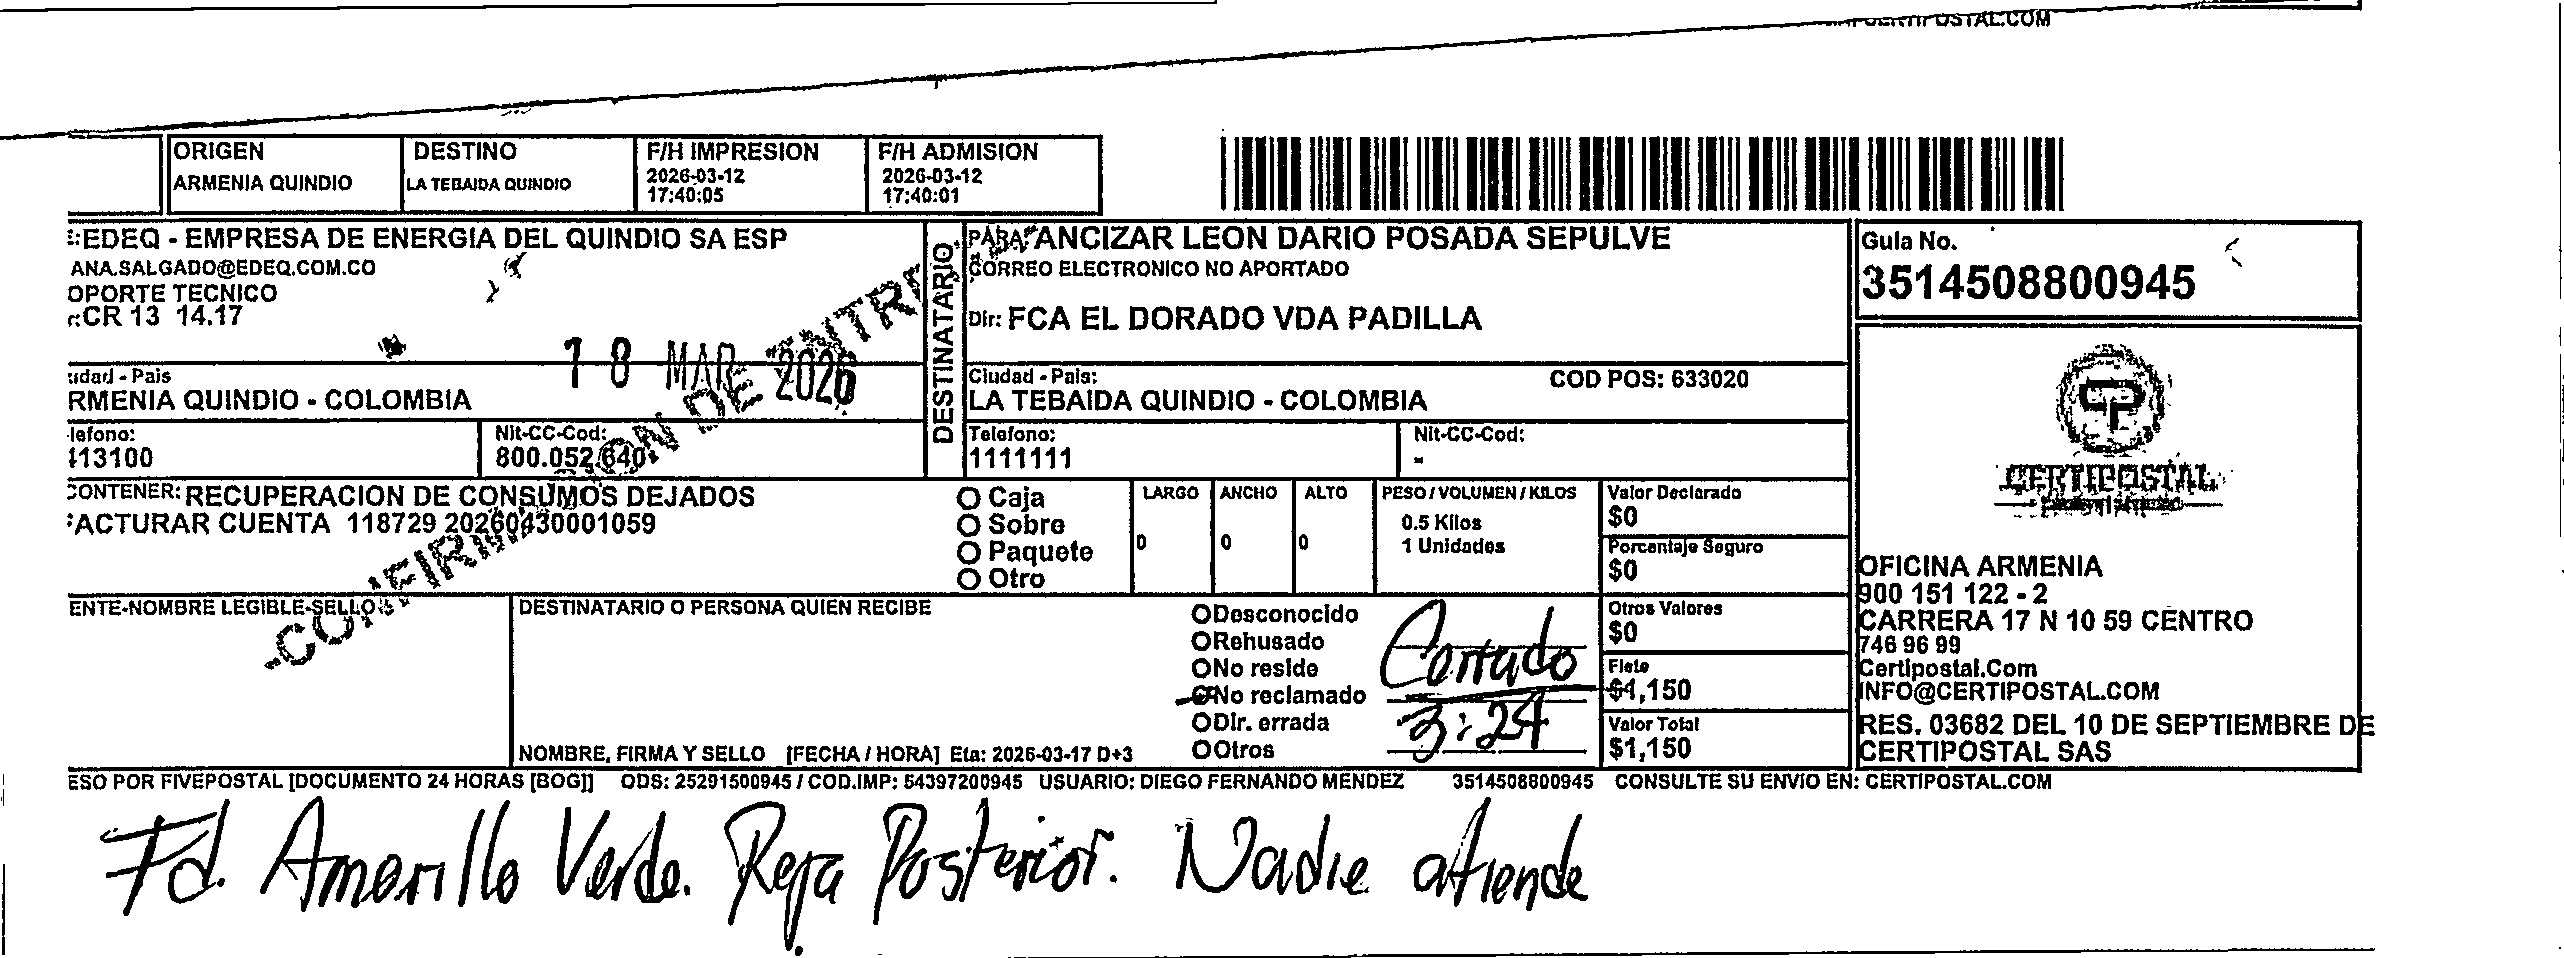 CERTIPOSTAL.COM
ORIGEN
ARMENIA QUINDIO
DESTINO
LA TEBAIDA QUINDIO
F/H IMPRESION
2026-03-12
17:40:05
F/H ADMISION
2026-03-12
17:40:01
E:EDEQ - EMPRESA DE ENERGIA DEL QUINDIO SA ESP
ANA.SALGADO@EDEQ.COM.CO
OPORTE TECNICO
r:CR 13 14.17
18 MAR 2026
udad - Pais
RMENIA QUINDIO - COLOMBIA
lefono:
413100
Nit-CC-Cod:
800.052.640
DESTINATARIO
PARA: ANCIZAR LEON DARIO POSADA SEPULVE
CORREO ELECTRONICO NO APORTADO
Dir: FCA EL DORADO VDA PADILLA
Ciudad - Pais:
COD POS: 633020
LA TEBAIDA QUINDIO - COLOMBIA
Telefono:
1111111
Nit-CC-Cod:
-
Guia No.
3514508800945
CONTENER: RECUPERACION DE CONSUMOS DEJADOS
FACTURAR CUENTA 118729 20260430001059
CONFIRMACION DE ENTRE
O Caja
O Sobre
O Paquete
O Otro
LARGO
0
ANCHO
0
ALTO
0
PESO / VOLUMEN / KILOS
0.5 Kilos
1 Unidades
Valor Declarado
$0
Porcentaje Seguro
$0
Otros Valores
$0
Flete
$1,150
Valor Total
$1,150
CERTIPOSTAL
OFICINA ARMENIA
900 151 122 - 2
CARRERA 17 N 10 59 CENTRO
746 96 99
Certipostal.Com
INFO@CERTIPOSTAL.COM
RES. 03682 DEL 10 DE SEPTIEMBRE DE
CERTIPOSTAL SAS
ENTE-NOMBRE LEGIBLE-SELLO
DESTINATARIO O PERSONA QUIEN RECIBE
NOMBRE, FIRMA Y SELLO [FECHA / HORA] Eta: 2026-03-17 D+3
O Desconocido
O Rehusado
O No reside
O No reclamado
O Dir. errada
O Otros
Cerrado
3:24
ESO POR FIVEPOSTAL [DOCUMENTO 24 HORAS [BOG]] ODS: 25291500945 / COD.IMP: 54397200945 USUARIO: DIEGO FERNANDO MENDEZ 3514508800945 CONSULTE SU ENVIO EN: CERTIPOSTAL.COM
Fd. Amarillo Verde. Reja Posterior. Nadie atiende